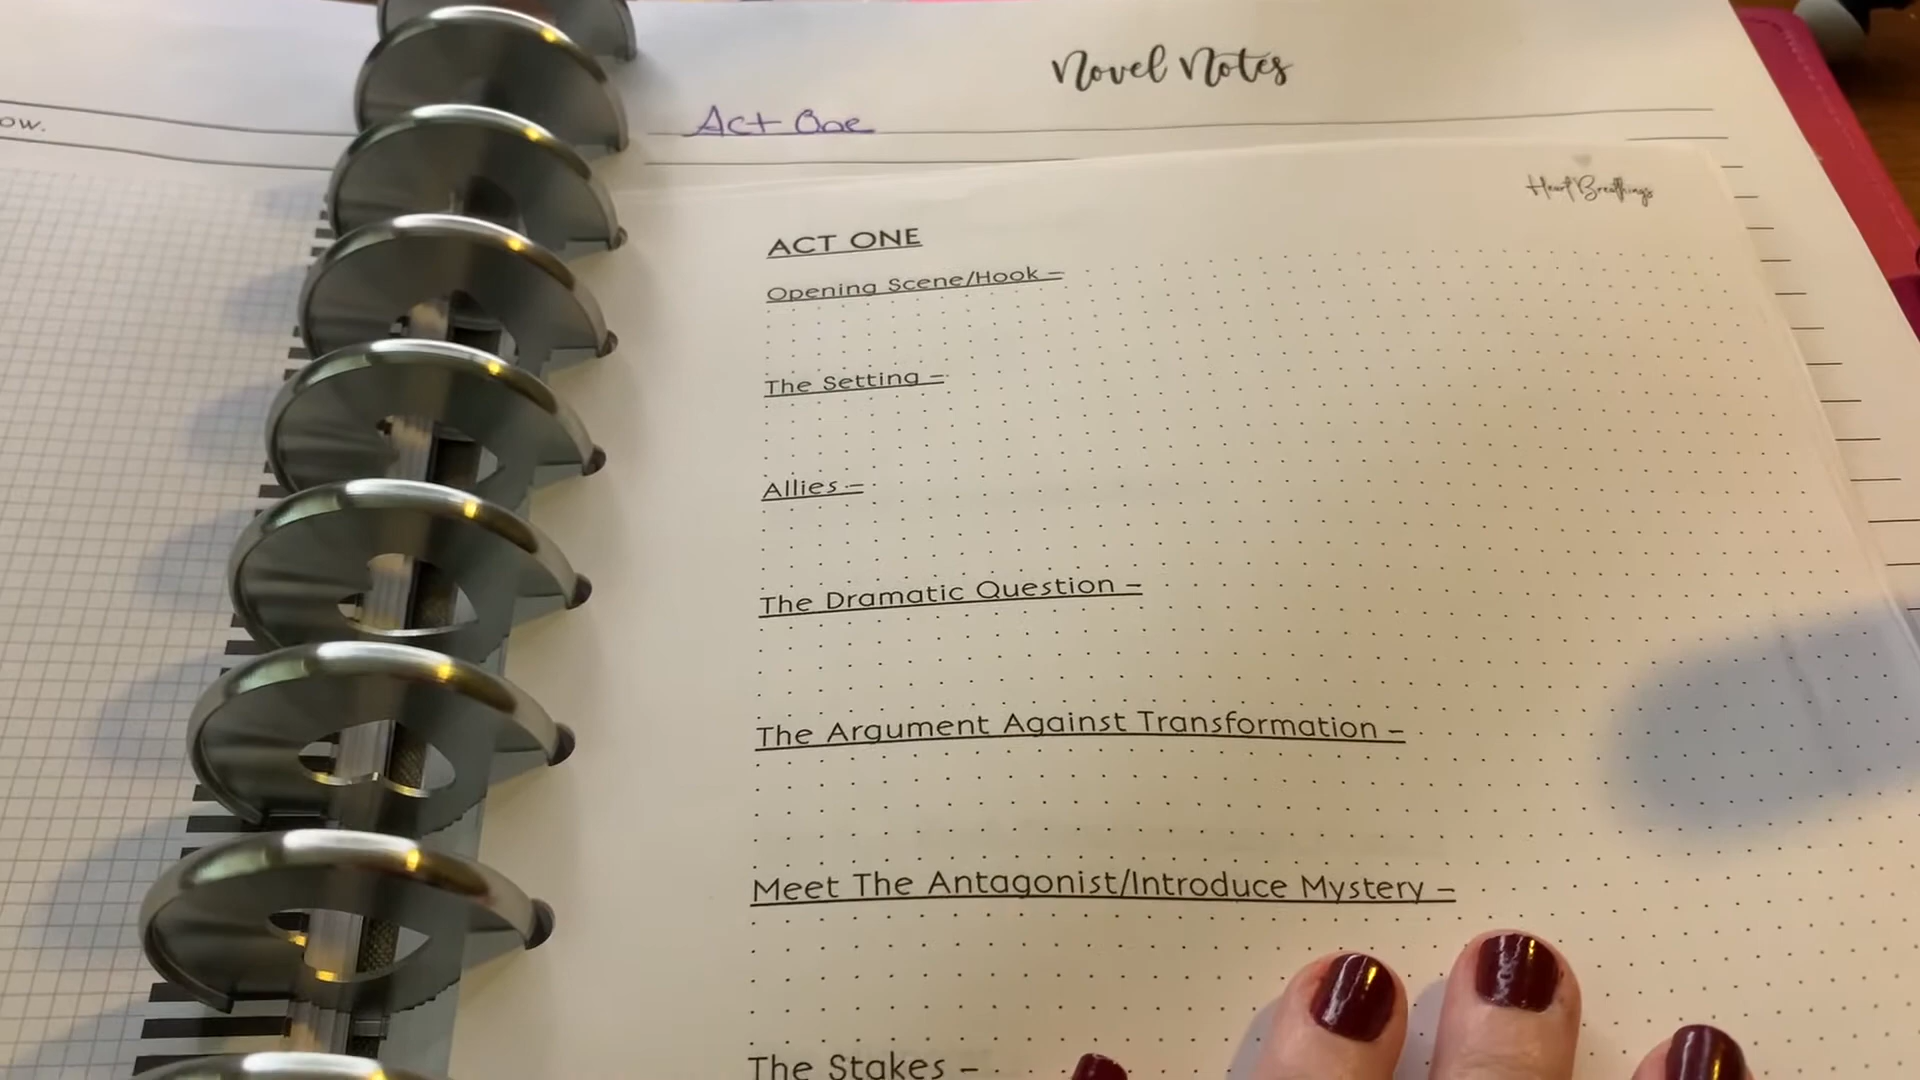 ow.
Novel Notes
Act One
Heart Breathings
ACT ONE
Opening Scene/Hook –
The Setting –
Allies –
The Dramatic Question –
The Argument Against Transformation –
Meet The Antagonist/Introduce Mystery –
The Stakes –